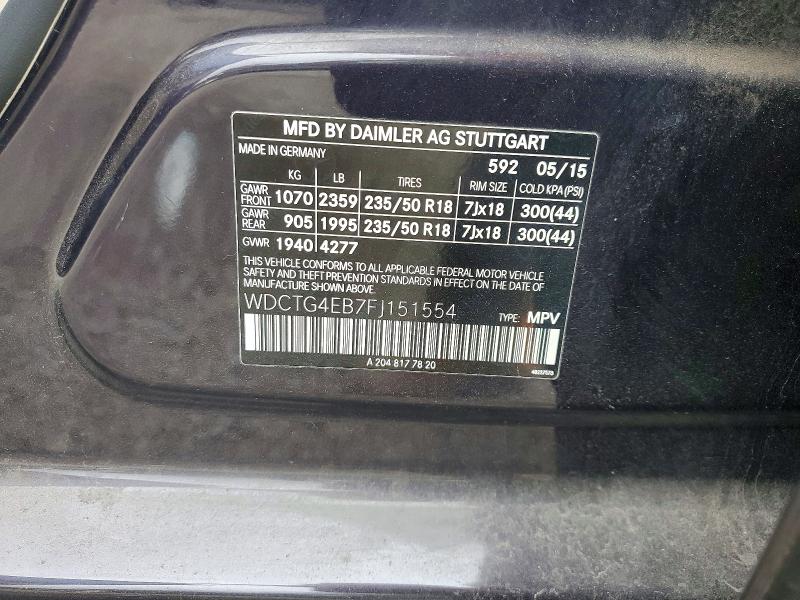 MFD BY DAIMLER AG STUTTGART
MADE IN GERMANY 592 05/15
KG LB TIRES RIM SIZE COLD KPA(PSI)
GAWR FRONT 1070 2359 235/50 R18 7Jx18 300(44)
GAWR REAR 905 1995 235/50 R18 7Jx18 300(44)
GVWR 1940 4277
THIS VEHICLE CONFORMS TO ALL APPLICABLE FEDERAL MOTOR VEHICLE
SAFETY AND THEFT PREVENTION STANDARDS IN EFFECT ON THE DATE OF
MANUFACTURE SHOWN ABOVE.
WDCTG4EB7FJ151554 TYPE: MPV
A 204 817 78 20